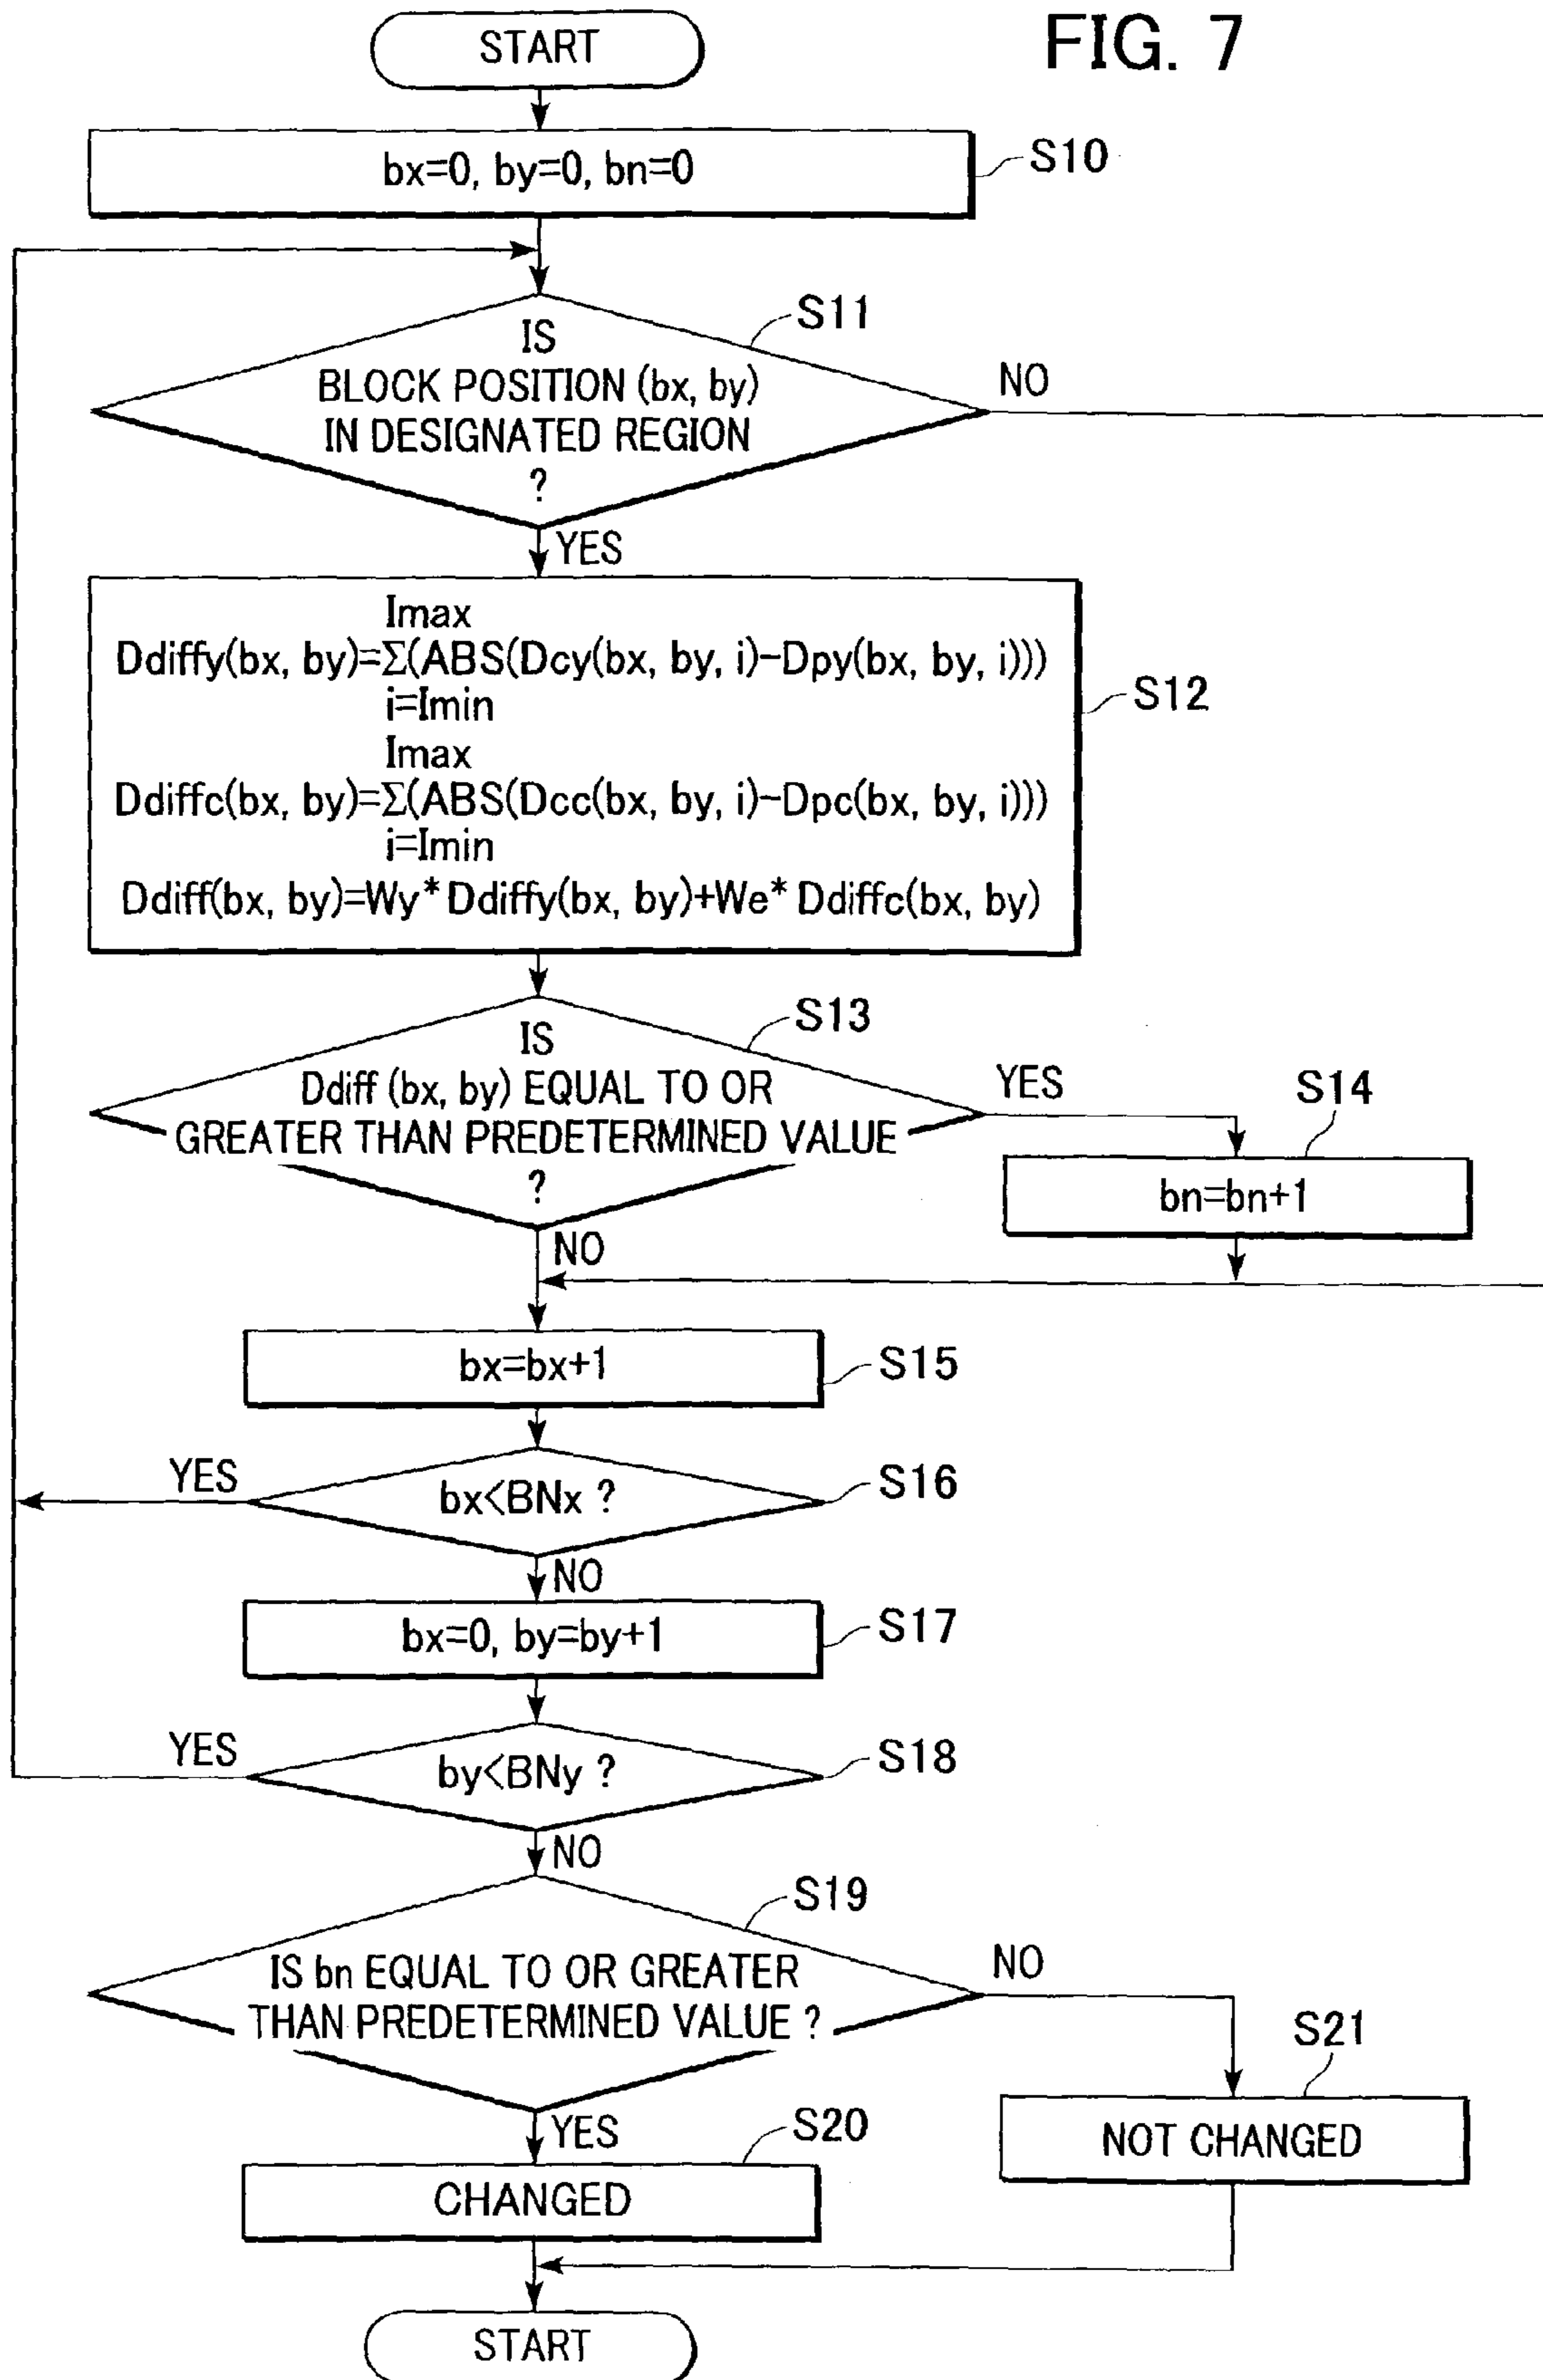 FIG. 7
START
bx=0, by=0, bn=0
S10
S11
IS
BLOCK POSITION (bx, by)
IN DESIGNATED REGION
?
NO
YES
Imax
Ddiffy(bx, by)=Σ(ABS(Dcy(bx, by, i)-Dpy(bx, by, i)))
i=Imin
Imax
Ddiffc(bx, by)=Σ(ABS(Dcc(bx, by, i)-Dpc(bx, by, i)))
i=Imin
Ddiff(bx, by)=Wy* Ddiffy(bx, by)+We* Ddiffc(bx, by)
S12
S13
IS
Ddiff (bx, by) EQUAL TO OR
GREATER THAN PREDETERMINED VALUE
?
YES
S14
bn=bn+1
NO
bx=bx+1
S15
YES
bx<BNx ?
S16
NO
bx=0, by=by+1
S17
YES
by<BNy ?
S18
NO
S19
IS bn EQUAL TO OR GREATER
THAN PREDETERMINED VALUE ?
NO
S21
NOT CHANGED
YES
S20
CHANGED
START